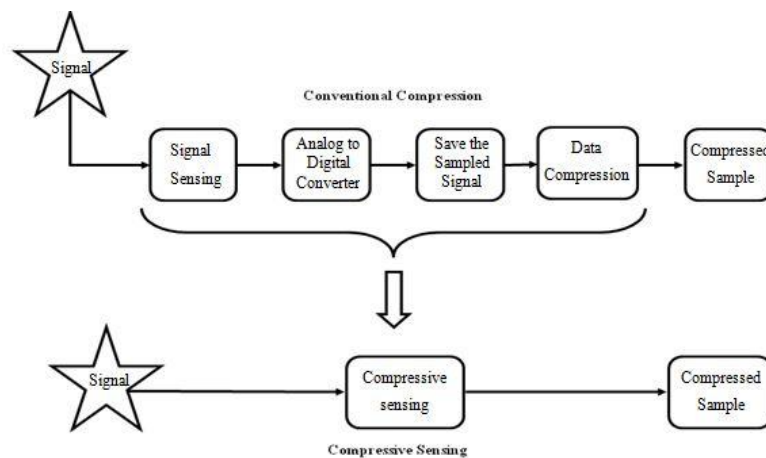 Signal
Conventional Compression
Signal
Sensing
Analog to
Digital
Converter
Save the
Sampled
Signal
Data
Compression
Compressed
Sample
Signal
Compressive
sensing
Compressed
Sample
Compressive Sensing